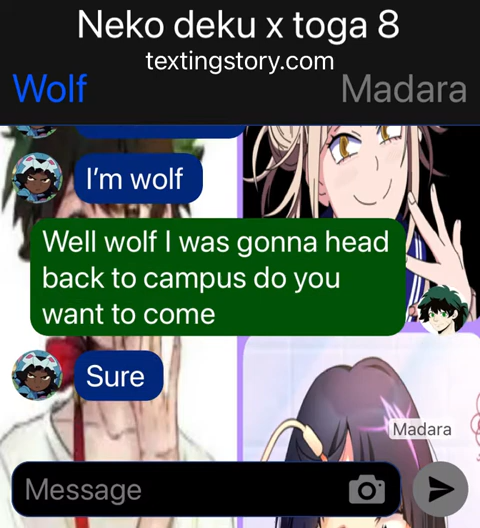 Neko deku x toga 8
textingstory.com
Wolf
Madara
I'm wolf
Well wolf I was gonna head
back to campus do you
want to come
Sure
Madara
Message